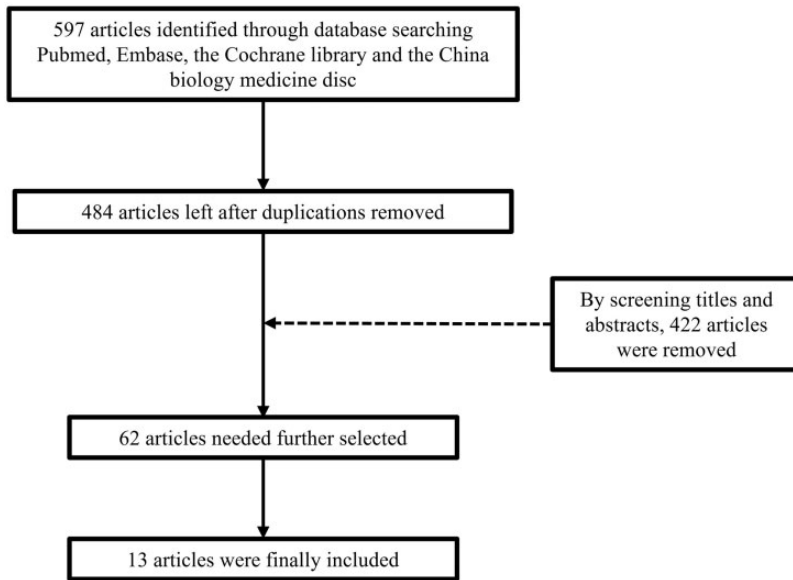 597 articles identified through database searching
Pubmed, Embase, the Cochrane library and the China
biology medicine disc
484 articles left after duplications removed
By screening titles and
abstracts, 422 articles
were removed
62 articles needed further selected
13 articles were finally included